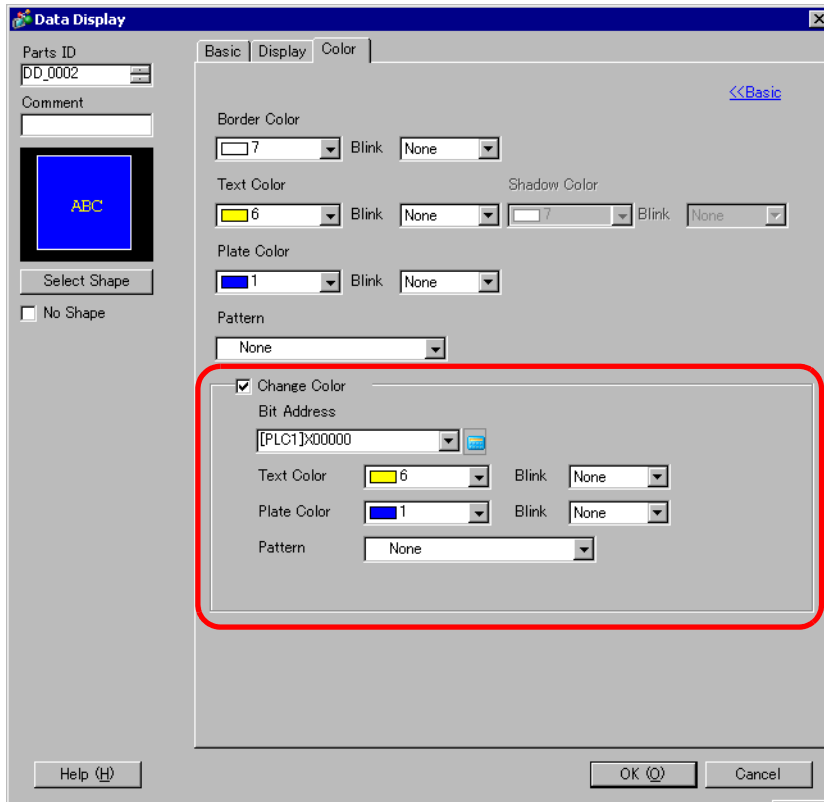 Data Display
Parts ID
DD_0002
Comment
ABC
Select Shape
No Shape
Basic Display Color
<<Basic
Border Color
7 Blink None
Text Color Shadow Color
6 Blink None 7 Blink None
Plate Color
1 Blink None
Pattern
None
Change Color
Bit Address
[PLC1]X00000
Text Color 6 Blink None
Plate Color 1 Blink None
Pattern None
Help (H) OK (O) Cancel